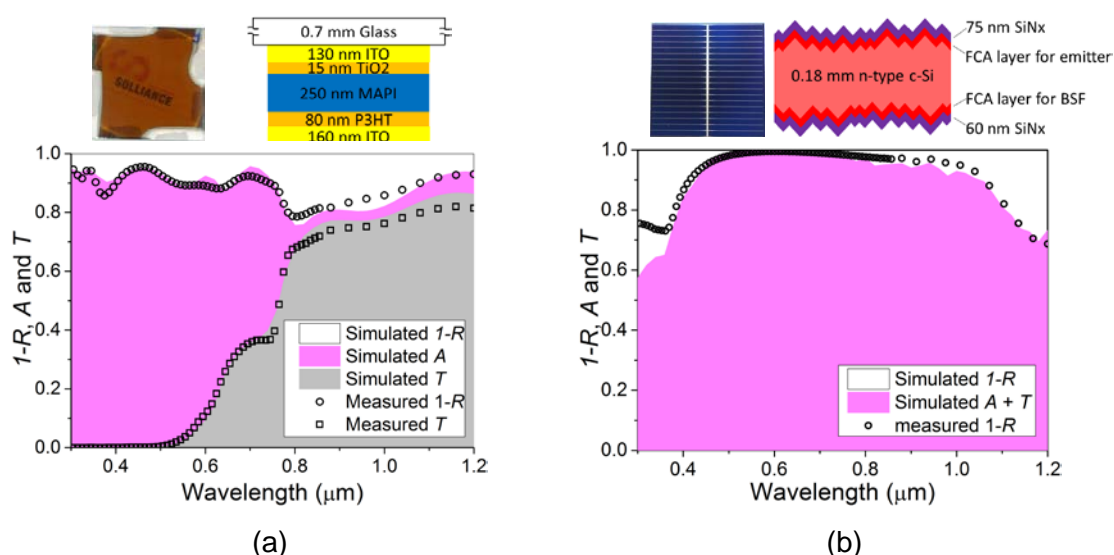 SOLLIANCE
0.7 mm Glass
130 nm ITO
15 nm TiO2
250 nm MAPI
80 nm P3HT
160 nm ITO
1-R, A and T
1.0
0.8
0.6
0.4
0.2
0.0
Simulated 1-R
Simulated A
Simulated T
Measured 1-R
Measured T
0.4 0.6 0.8 1.0 1.2
Wavelength (μm)
(a)
75 nm SiNx
FCA layer for emitter
0.18 mm n-type c-Si
FCA layer for BSF
60 nm SiNx
1-R, A and T
1.0
0.8
0.6
0.4
0.2
0.0
Simulated 1-R
Simulated A + T
measured 1-R
0.4 0.6 0.8 1.0 1.2
Wavelength (μm)
(b)